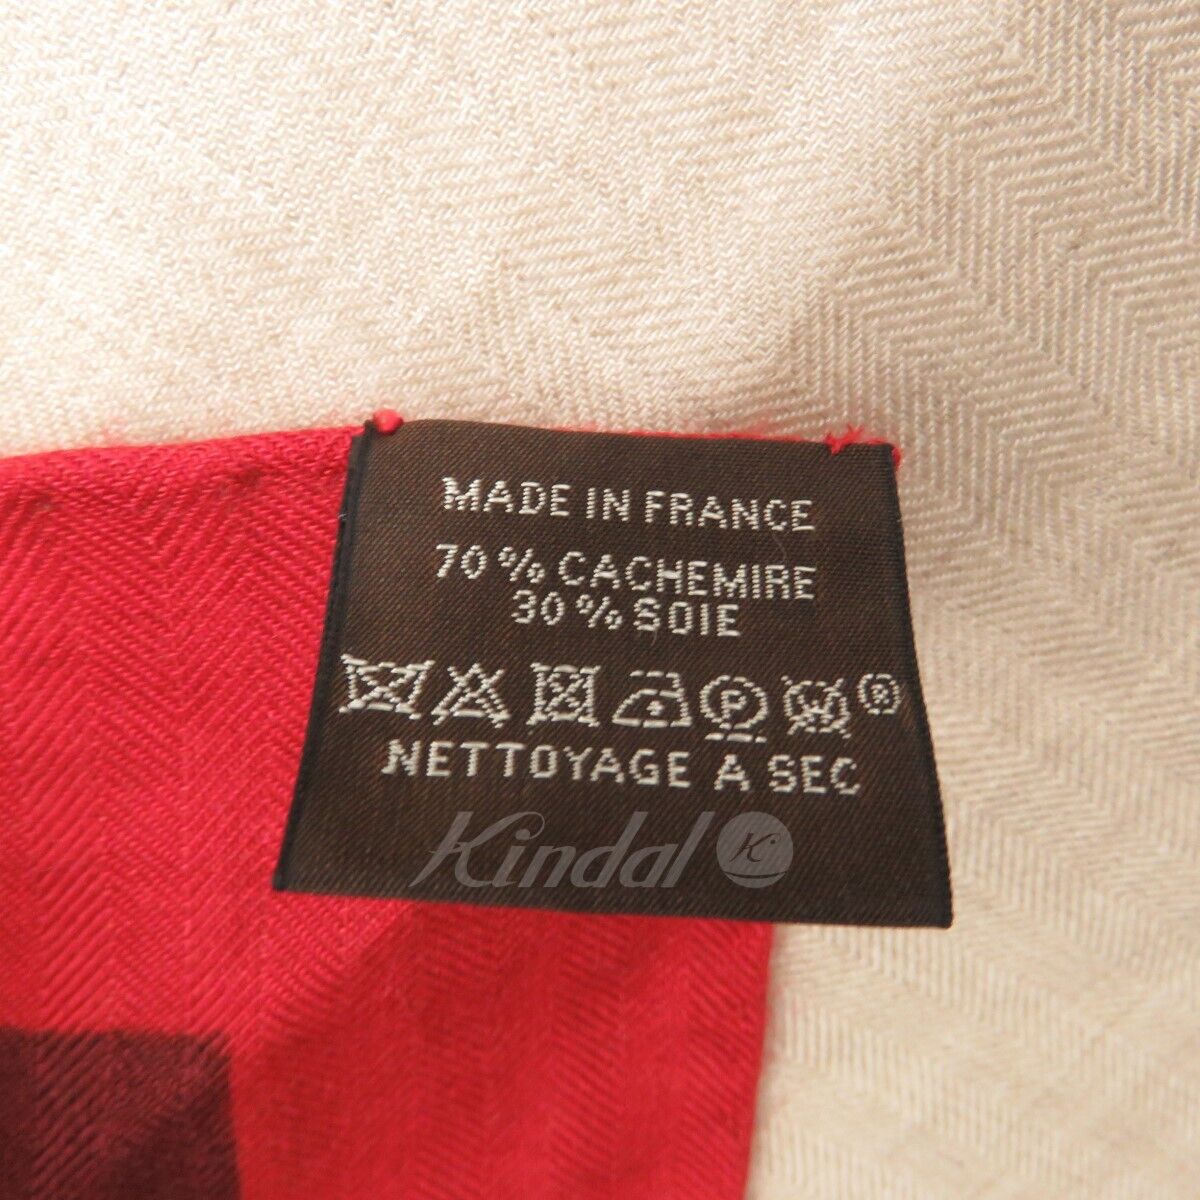 MADE IN FRANCE
70 % CACHEMIRE
30 % SOIE
P W ®
NETTOYAGE A SEC
Kindal K